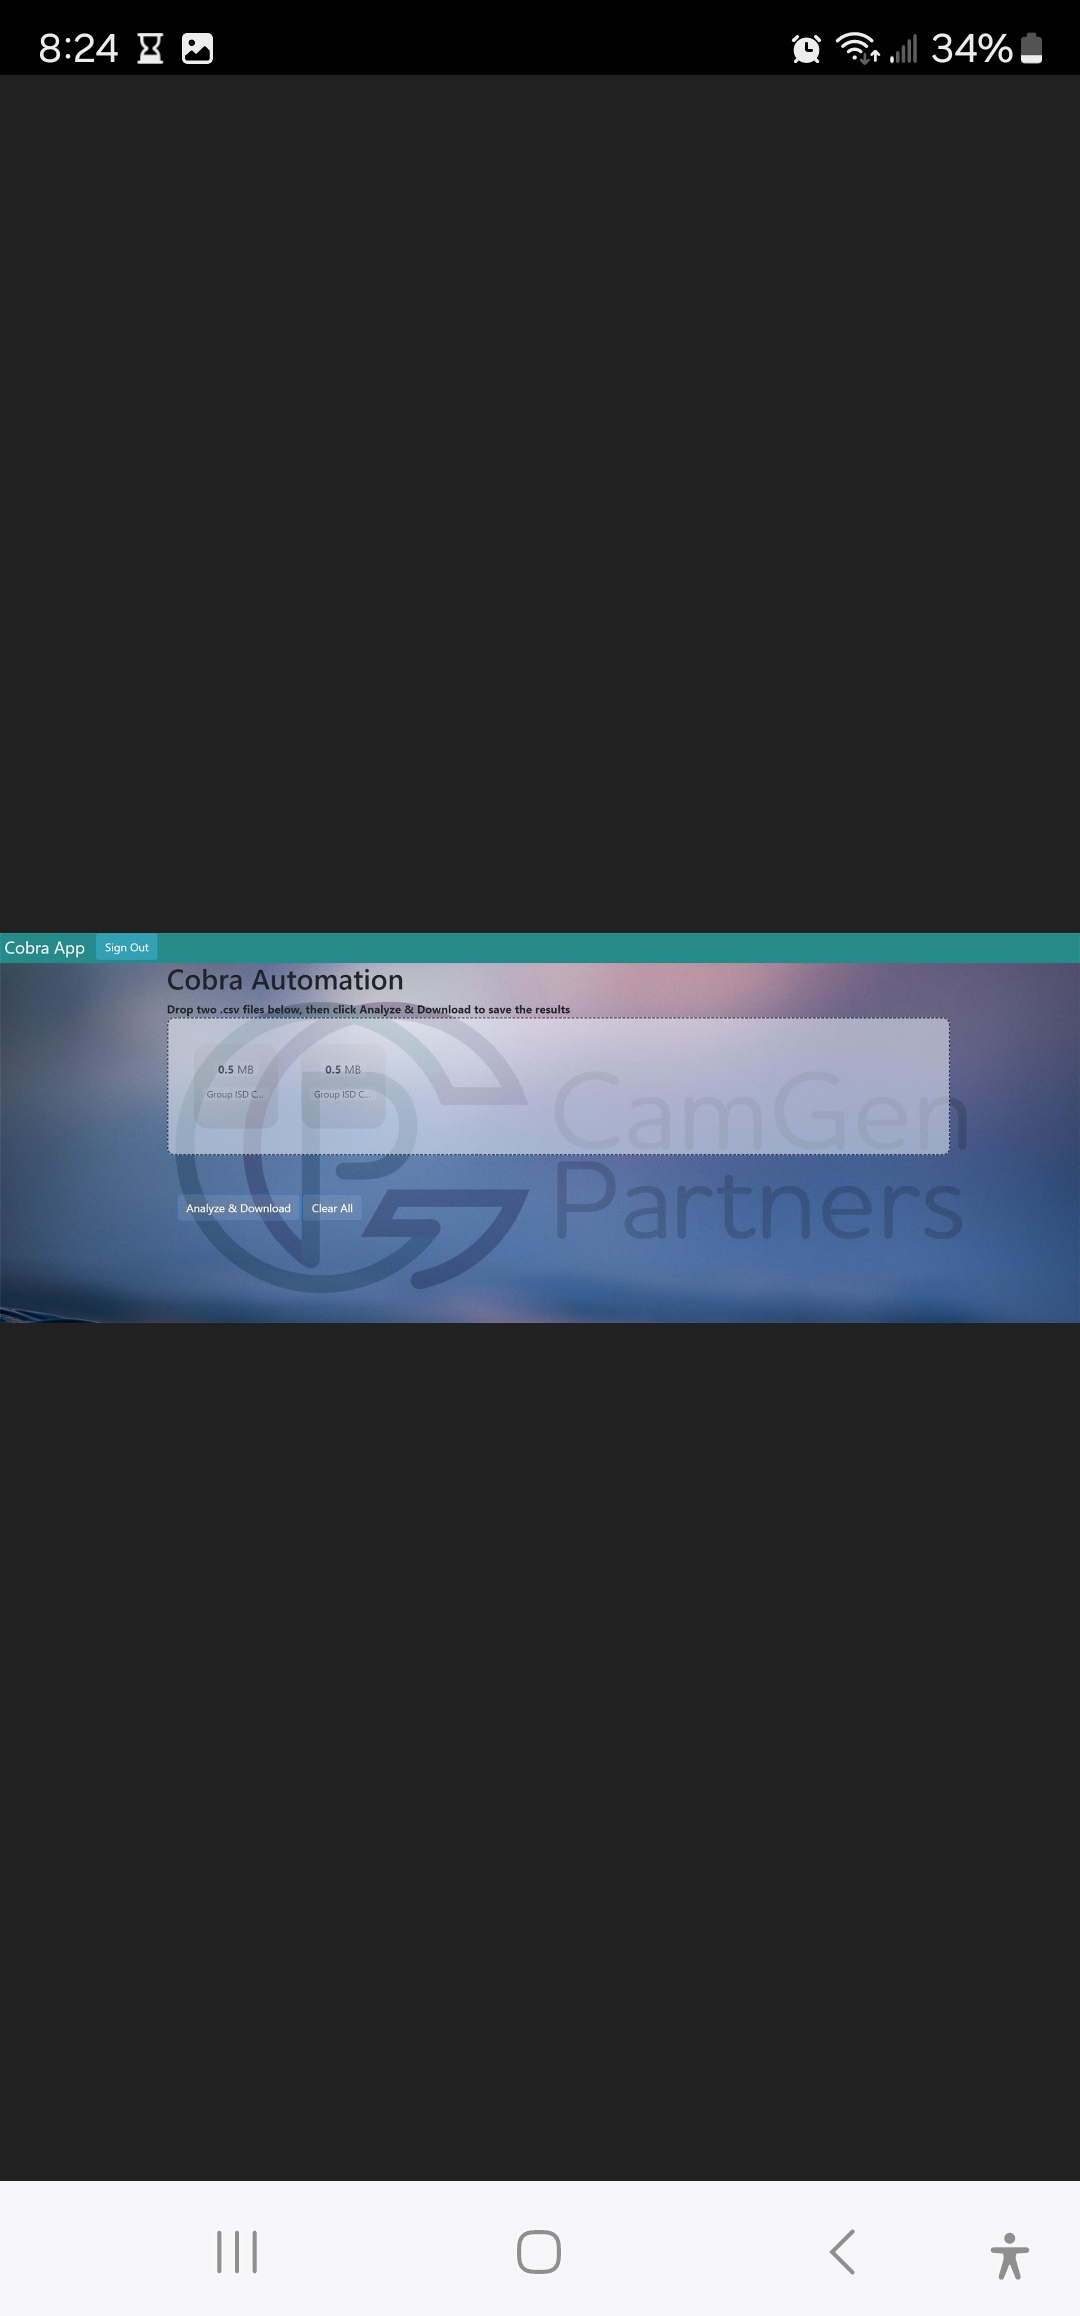 8:24
34%
Cobra App Sign Out
Cobra Automation
Drop two .csv files below, then click Analyze & Download to save the results
0.5 MB 0.5 MB
Group ISD C... Group ISD C...
CamGen
Partners
Analyze & Download Clear All